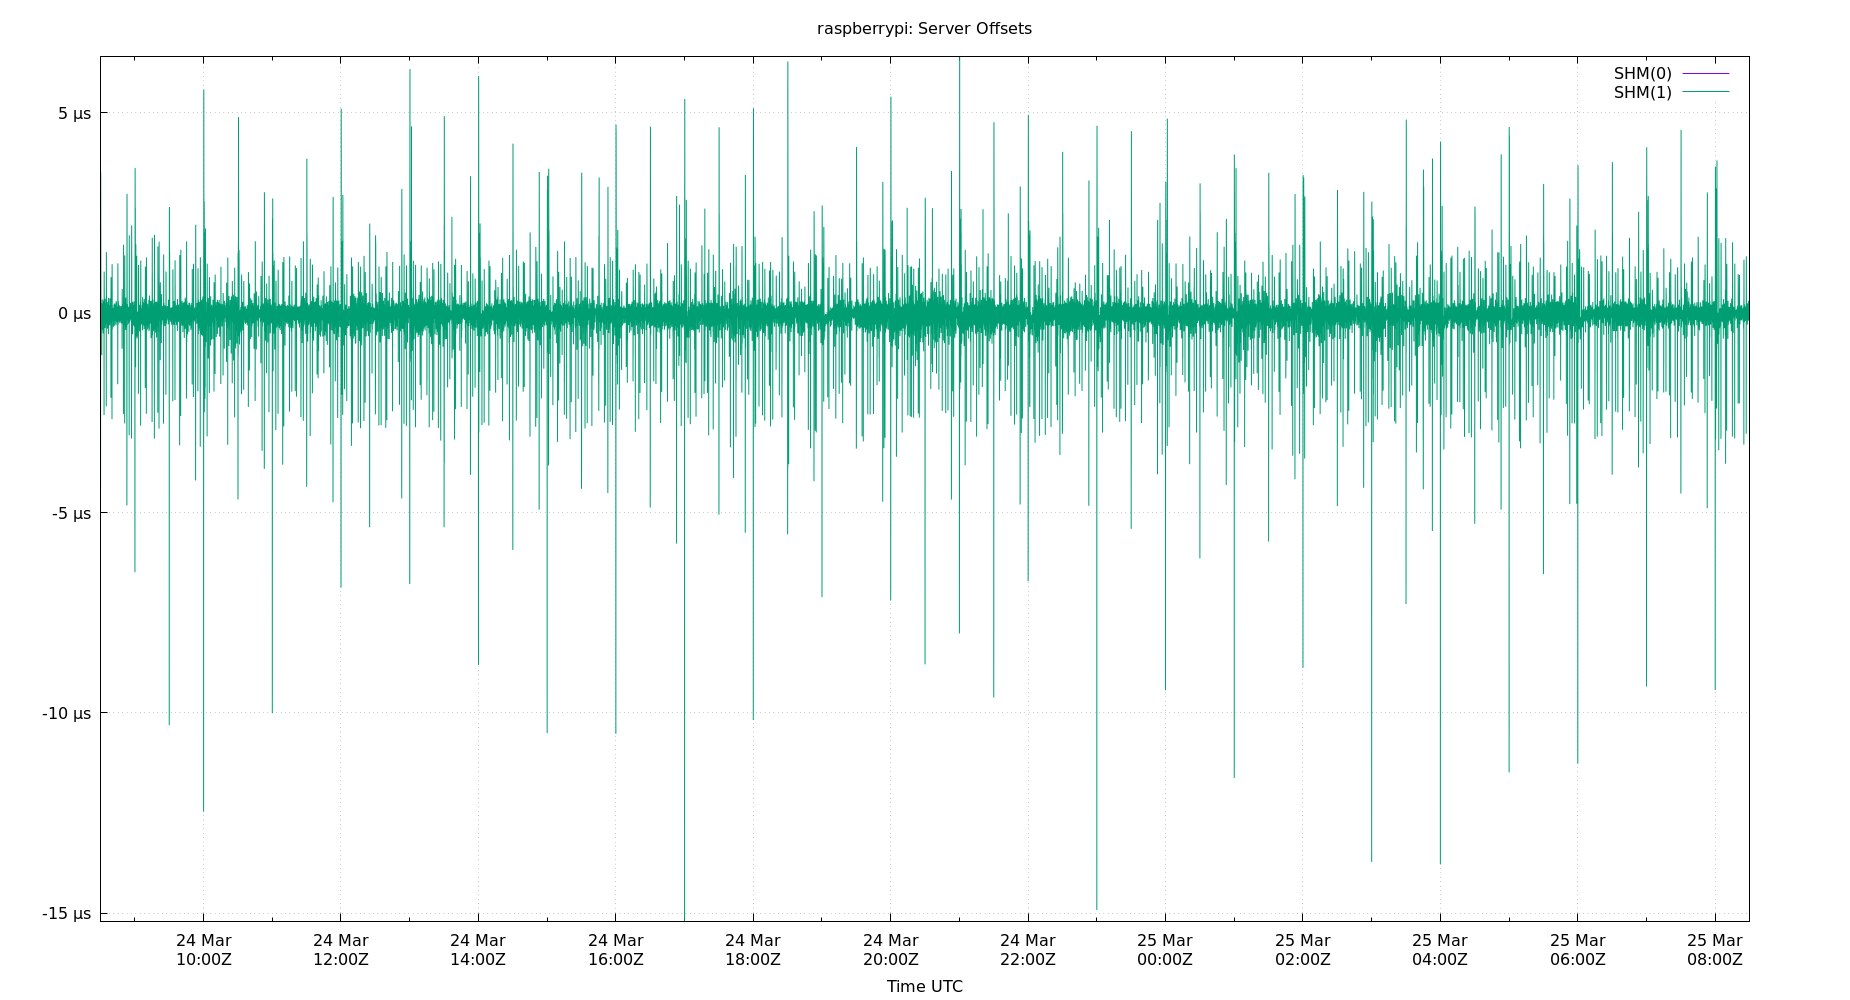 raspberrypi: Server Offsets
SHM(0)
SHM(1)
5 µs
0 µs
-5 µs
-10 µs
-15 µs
24 Mar 24 Mar 24 Mar 24 Mar 24 Mar 24 Mar 24 Mar 25 Mar 25 Mar 25 Mar 25 Mar 25 Mar
10:00Z 12:00Z 14:00Z 16:00Z 18:00Z 20:00Z 22:00Z 00:00Z 02:00Z 04:00Z 06:00Z 08:00Z
Time UTC